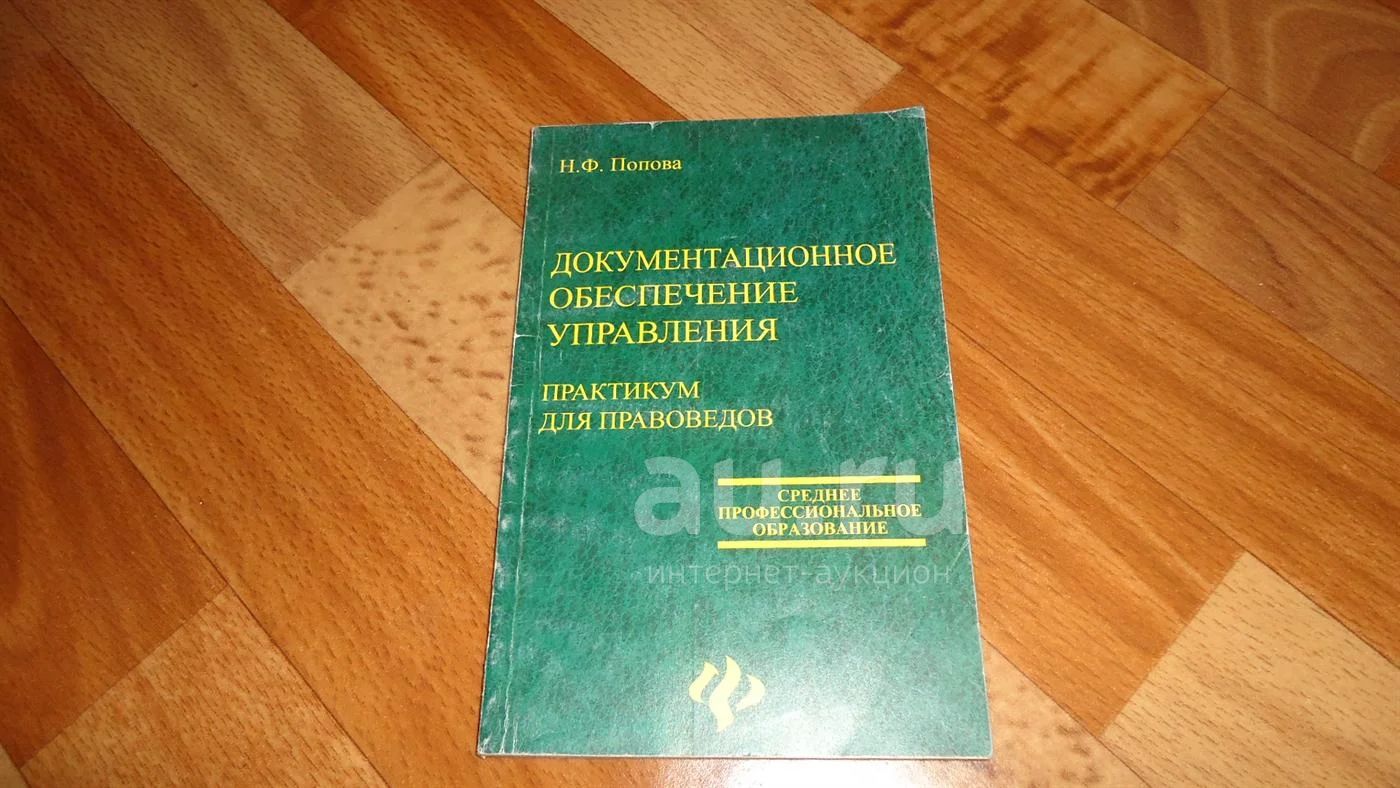 Н.Ф. Попова
ДОКУМЕНТАЦИОННОЕ
ОБЕСПЕЧЕНИЕ
УПРАВЛЕНИЯ
ПРАКТИКУМ
ДЛЯ ПРАВОВЕДОВ
СРЕДНЕЕ
ПРОФЕССИОНАЛЬНОЕ
ОБРАЗОВАНИЕ
au.ru
интернет-аукцион